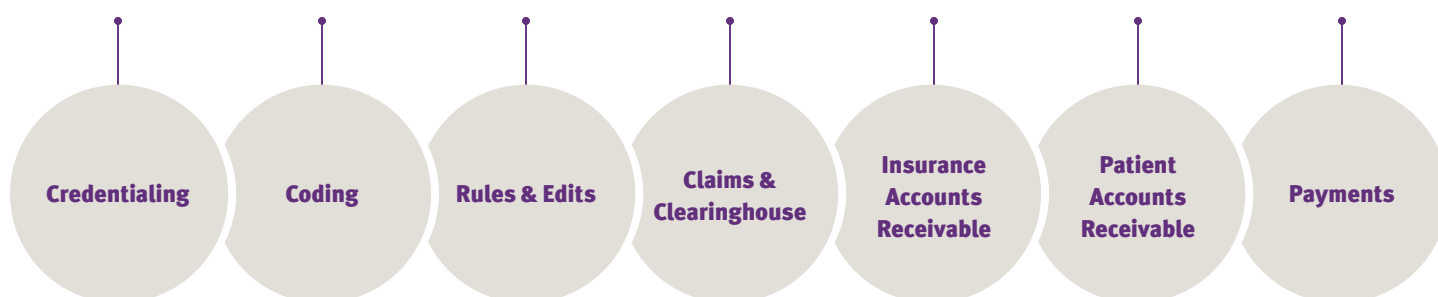 Credentialing
Coding
Rules & Edits
Claims &
Clearinghouse
Insurance
Accounts
Receivable
Patient
Accounts
Receivable
Payments